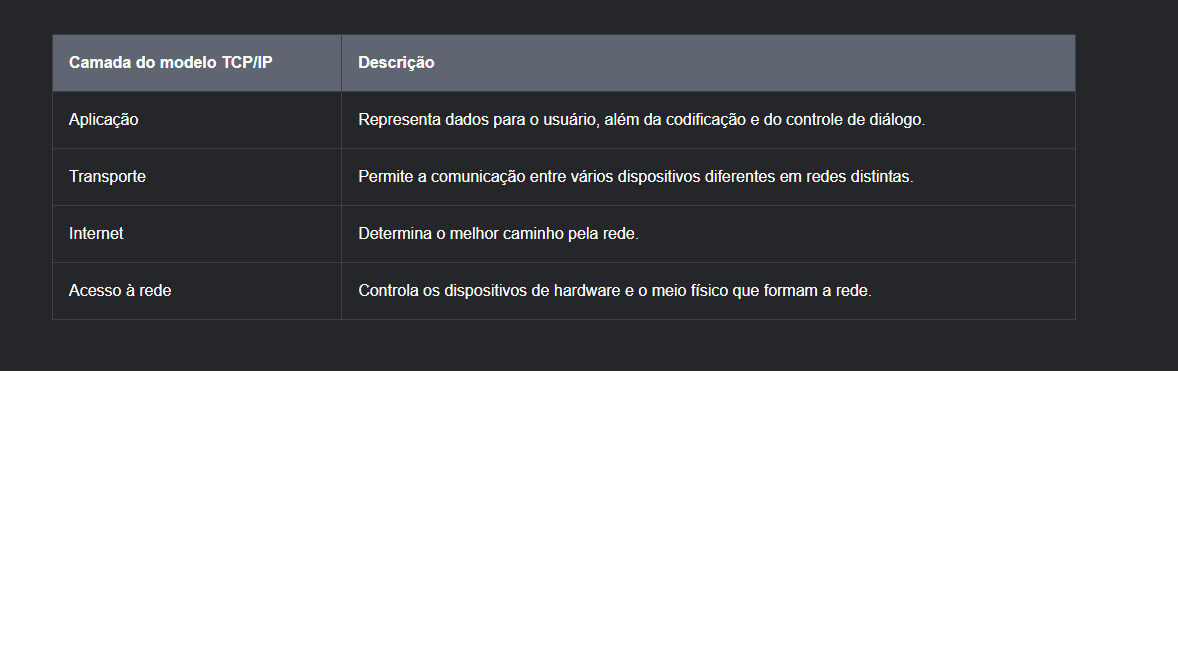 Camada do modelo TCP/IP Descrição
Aplicação Representa dados para o usuário, além da codificação e do controle de diálogo.
Transporte Permite a comunicação entre vários dispositivos diferentes em redes distintas.
Internet Determina o melhor caminho pela rede.
Acesso à rede Controla os dispositivos de hardware e o meio físico que formam a rede.